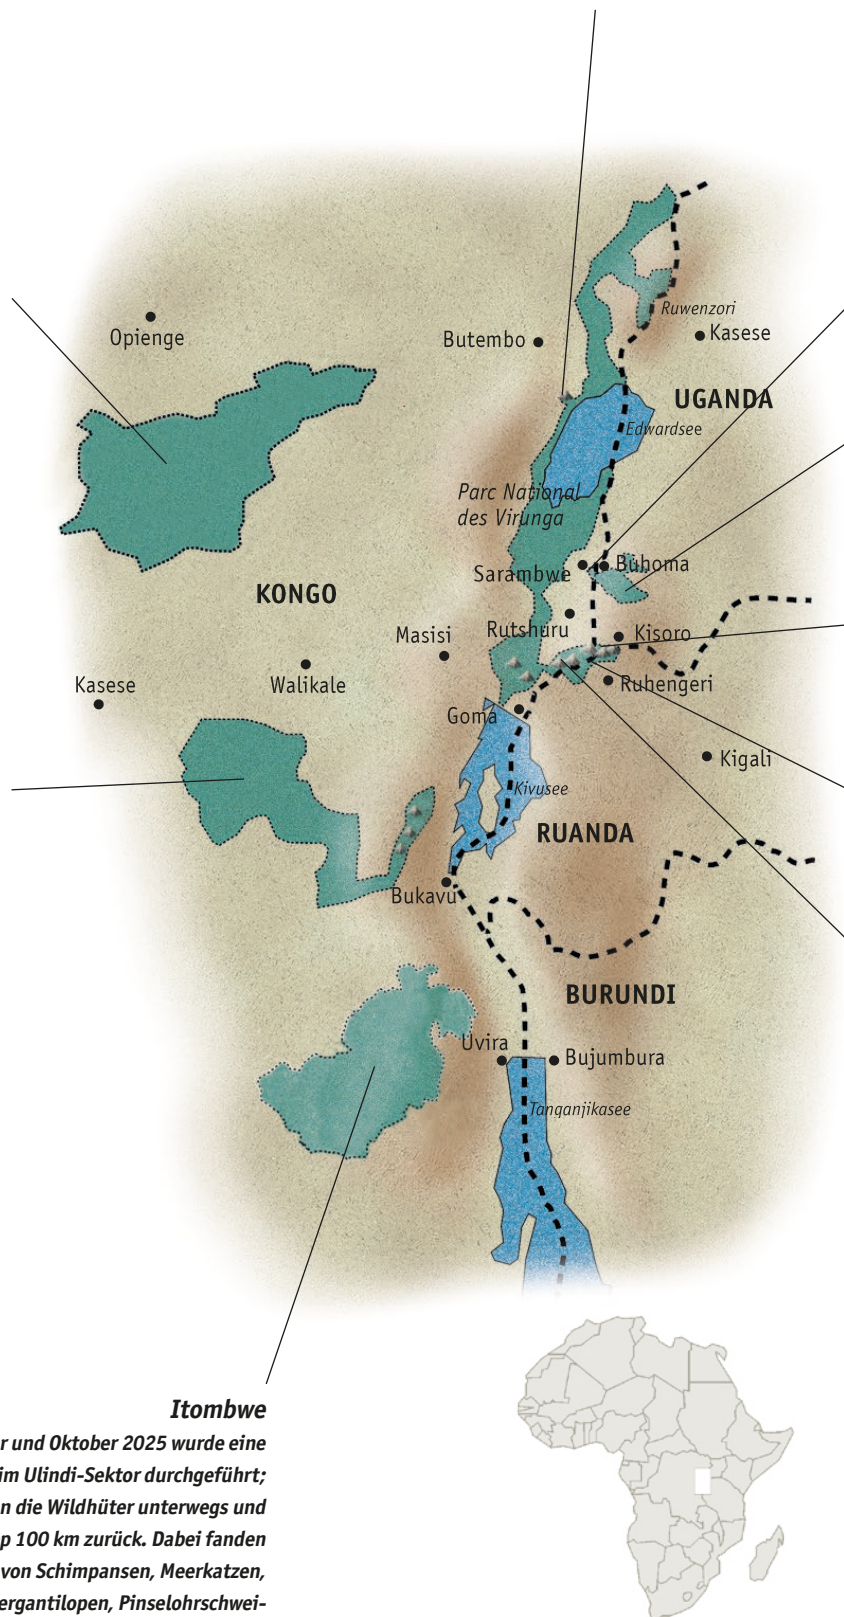 Ruwenzori
Opienge
Butembo
Kasese
UGANDA
Edwardsee
Parc National
des Virunga
Sarambwe
Buhoma
KONGO
Rutshuru
Masisi
Kisoro
Kasese
Walikale
Ruhengeri
Goma
Kigali
Kivusee
RUANDA
Bukavu
BURUNDI
Uvira
Bujumbura
Tanganjikasee
Itombwe
r und Oktober 2025 wurde eine
im Ulindi-Sektor durchgeführt;
n die Wildhüter unterwegs und
p 100 km zurück. Dabei fanden
von Schimpansen, Meerkatzen,
ergantilopen, Pinselohrschwei-